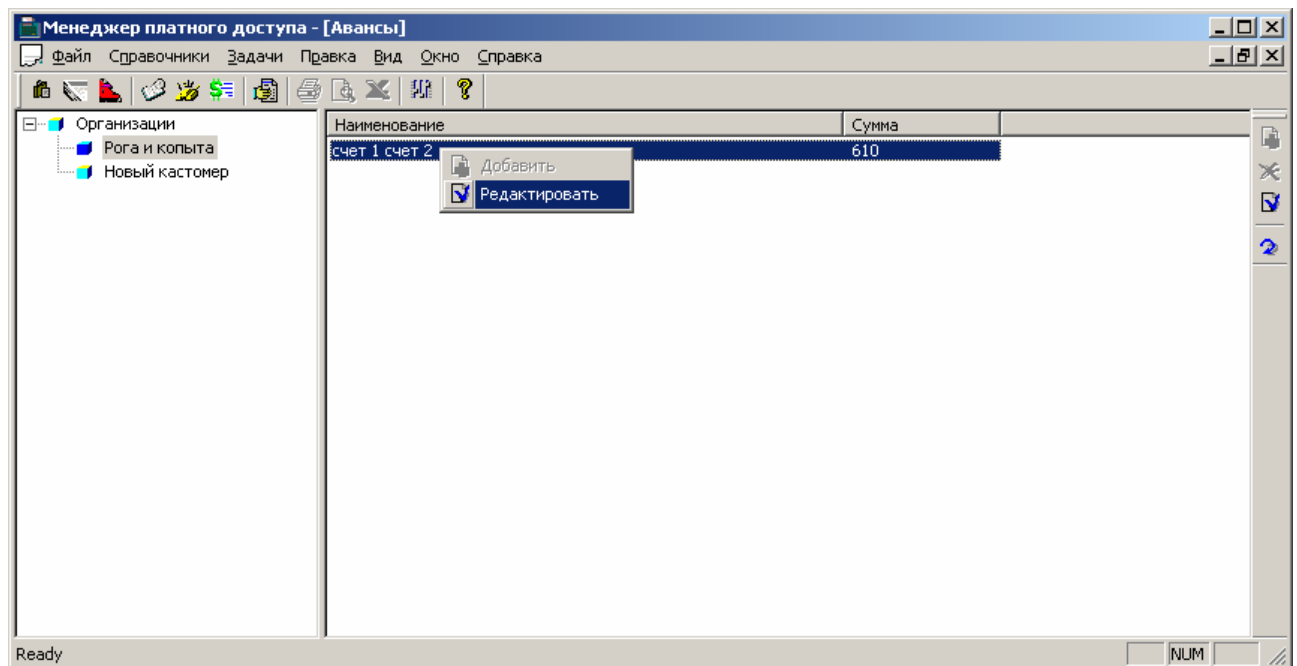 Менеджер платного доступа - [Авансы]
Файл Справочники Задачи Правка Вид Окно Справка
Организации
Рога и копыта
Новый кастомер
Наименование Сумма
счет 1 счет 2 610
Добавить
Редактировать
Ready NUM